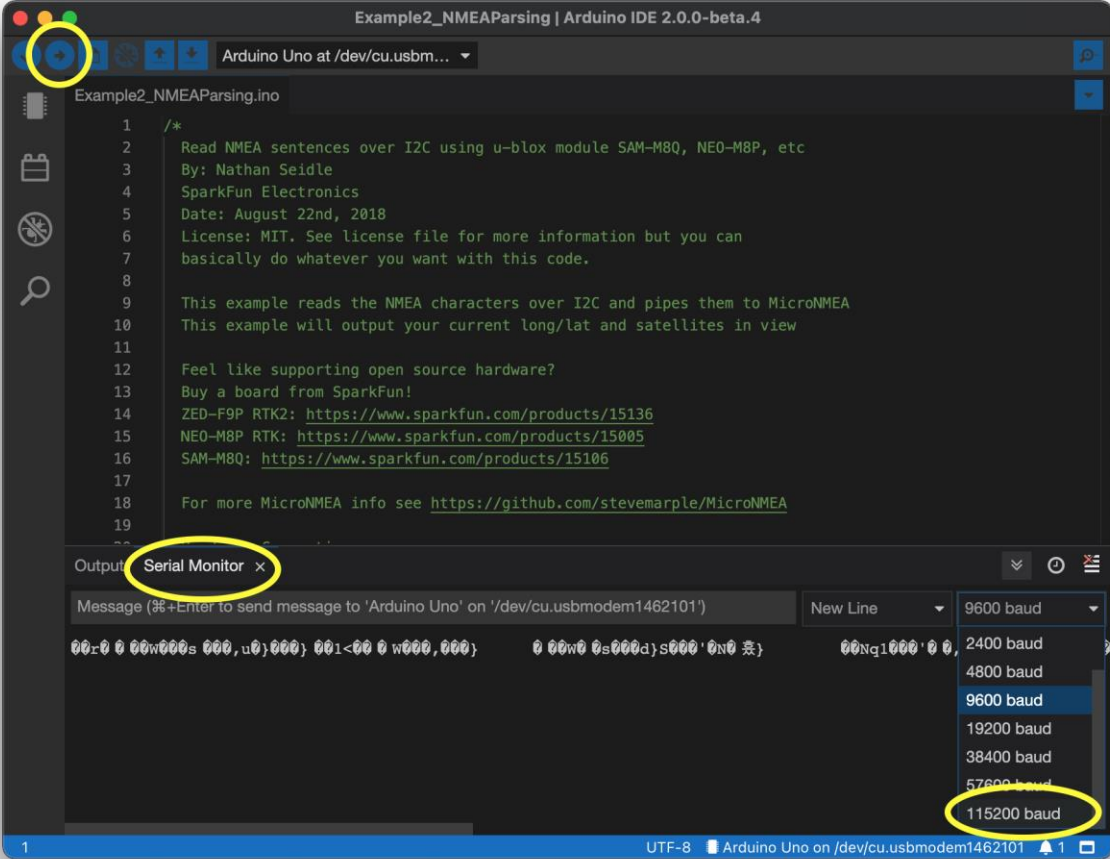 Example2_NMEAParsing | Arduino IDE 2.0.0-beta.4
Arduino Uno at /dev/cu.usbm...
Example2_NMEAParsing.ino
1 /*
2 Read NMEA sentences over I2C using u-blox module SAM-M8Q, NEO-M8P, etc
3 By: Nathan Seidle
4 SparkFun Electronics
5 Date: August 22nd, 2018
6 License: MIT. See license file for more information but you can
7 basically do whatever you want with this code.
8
9 This example reads the NMEA characters over I2C and pipes them to MicroNMEA
10 This example will output your current long/lat and satellites in view
11
12 Feel like supporting open source hardware?
13 Buy a board from SparkFun!
14 ZED-F9P RTK2: https://www.sparkfun.com/products/15136
15 NEO-M8P RTK: https://www.sparkfun.com/products/15005
16 SAM-M8Q: https://www.sparkfun.com/products/15106
17
18 For more MicroNMEA info see https://github.com/stevemarple/MicroNMEA
19
Output Serial Monitor ×
Message (⌘+Enter to send message to 'Arduino Uno' on '/dev/cu.usbmodem1462101') New Line 9600 baud
��r� � ��W���s ���,u�}���} ��1<�� � W���,���} � ��W� �s���d}S���'�N� 烹} ��Nq1���'� �,
2400 baud
4800 baud
9600 baud
19200 baud
38400 baud
57600 baud
115200 baud
1 UTF-8 Arduino Uno on /dev/cu.usbmodem1462101 1